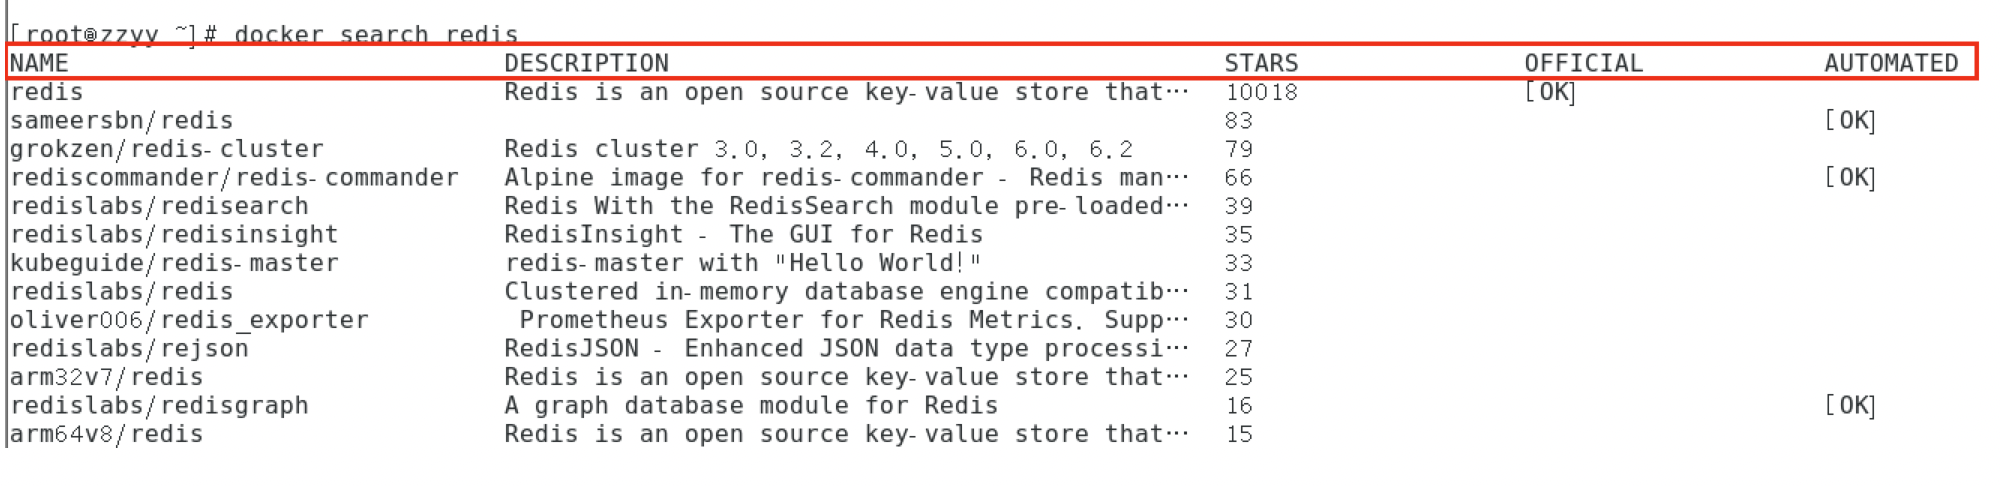 [root@zzyy ~]# docker search redis
NAME DESCRIPTION STARS OFFICIAL AUTOMATED
redis Redis is an open source key-value store that… 10018 [OK]
sameersbn/redis 83 [OK]
grokzen/redis-cluster Redis cluster 3.0, 3.2, 4.0, 5.0, 6.0, 6.2 79
rediscommander/redis-commander Alpine image for redis-commander - Redis man… 66 [OK]
redislabs/redisearch Redis With the RedisSearch module pre-loaded… 39
redislabs/redisinsight RedisInsight - The GUI for Redis 35
kubeguide/redis-master redis-master with "Hello World!" 33
redislabs/redis Clustered in-memory database engine compatib… 31
oliver006/redis_exporter Prometheus Exporter for Redis Metrics. Supp… 30
redislabs/rejson RedisJSON - Enhanced JSON data type processi… 27
arm32v7/redis Redis is an open source key-value store that… 25
redislabs/redisgraph A graph database module for Redis 16 [OK]
arm64v8/redis Redis is an open source key-value store that… 15